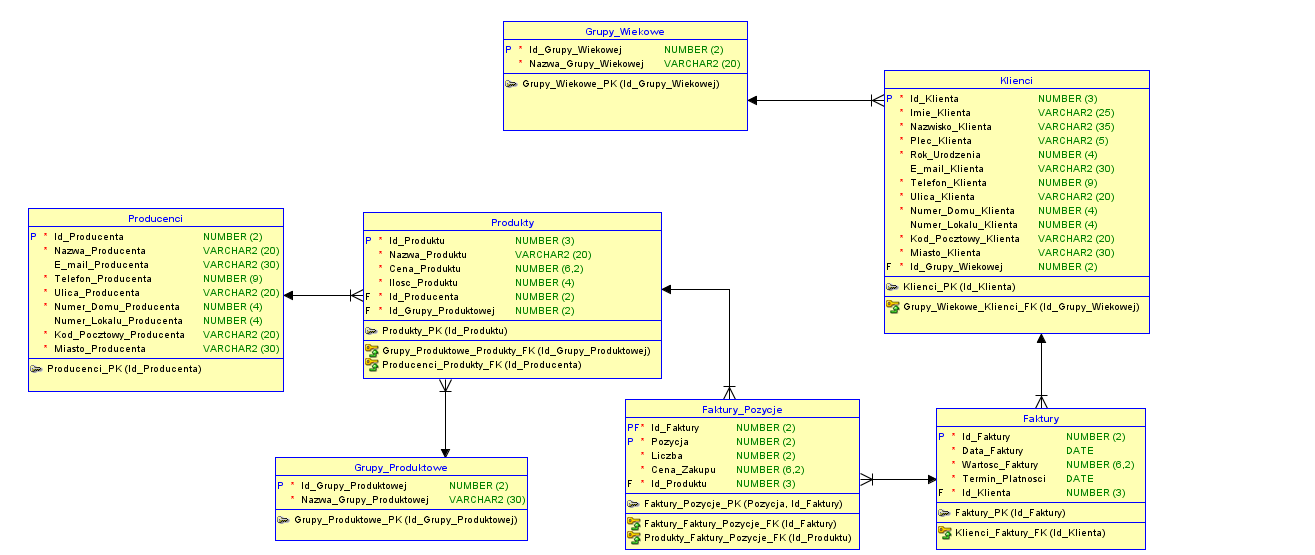 Grupy_Wiekowe
P * Id_Grupy_Wiekowej NUMBER (2)
* Nazwa_Grupy_Wiekowej VARCHAR2 (20)
Grupy_Wiekowe_PK (Id_Grupy_Wiekowej)
Klienci
P * Id_Klienta NUMBER (3)
* Imie_Klienta VARCHAR2 (25)
* Nazwisko_Klienta VARCHAR2 (35)
* Plec_Klienta VARCHAR2 (5)
* Rok_Urodzenia NUMBER (4)
E_mail_Klienta VARCHAR2 (30)
* Telefon_Klienta NUMBER (9)
* Ulica_Klienta VARCHAR2 (20)
* Numer_Domu_Klienta NUMBER (4)
Numer_Lokalu_Klienta NUMBER (4)
* Kod_Pocztowy_Klienta VARCHAR2 (20)
* Miasto_Klienta VARCHAR2 (30)
F * Id_Grupy_Wiekowej NUMBER (2)
Klienci_PK (Id_Klienta)
Grupy_Wiekowe_Klienci_FK (Id_Grupy_Wiekowej)
Producenci
P * Id_Producenta NUMBER (2)
* Nazwa_Producenta VARCHAR2 (20)
E_mail_Producenta VARCHAR2 (30)
* Telefon_Producenta NUMBER (9)
* Ulica_Producenta VARCHAR2 (20)
* Numer_Domu_Producenta NUMBER (4)
Numer_Lokalu_Producenta NUMBER (4)
* Kod_Pocztowy_Producenta VARCHAR2 (20)
* Miasto_Producenta VARCHAR2 (30)
Producenci_PK (Id_Producenta)
Produkty
P * Id_Produktu NUMBER (3)
* Nazwa_Produktu VARCHAR2 (20)
* Cena_Produktu NUMBER (6,2)
* Ilosc_Produktu NUMBER (4)
F * Id_Producenta NUMBER (2)
F * Id_Grupy_Produktowej NUMBER (2)
Produkty_PK (Id_Produktu)
Grupy_Produktowe_Produkty_FK (Id_Grupy_Produktowej)
Producenci_Produkty_FK (Id_Producenta)
Grupy_Produktowe
P * Id_Grupy_Produktowej NUMBER (2)
* Nazwa_Grupy_Produktowej VARCHAR2 (30)
Grupy_Produktowe_PK (Id_Grupy_Produktowej)
Faktury_Pozycje
PF* Id_Faktury NUMBER (2)
P * Pozycja NUMBER (2)
* Liczba NUMBER (2)
* Cena_Zakupu NUMBER (6,2)
F * Id_Produktu NUMBER (3)
Faktury_Pozycje_PK (Pozycja, Id_Faktury)
Faktury_Faktury_Pozycje_FK (Id_Faktury)
Produkty_Faktury_Pozycje_FK (Id_Produktu)
Faktury
P * Id_Faktury NUMBER (2)
* Data_Faktury DATE
* Wartosc_Faktury NUMBER (6,2)
* Termin_Platnosci DATE
F * Id_Klienta NUMBER (3)
Faktury_PK (Id_Faktury)
Klienci_Faktury_FK (Id_Klienta)